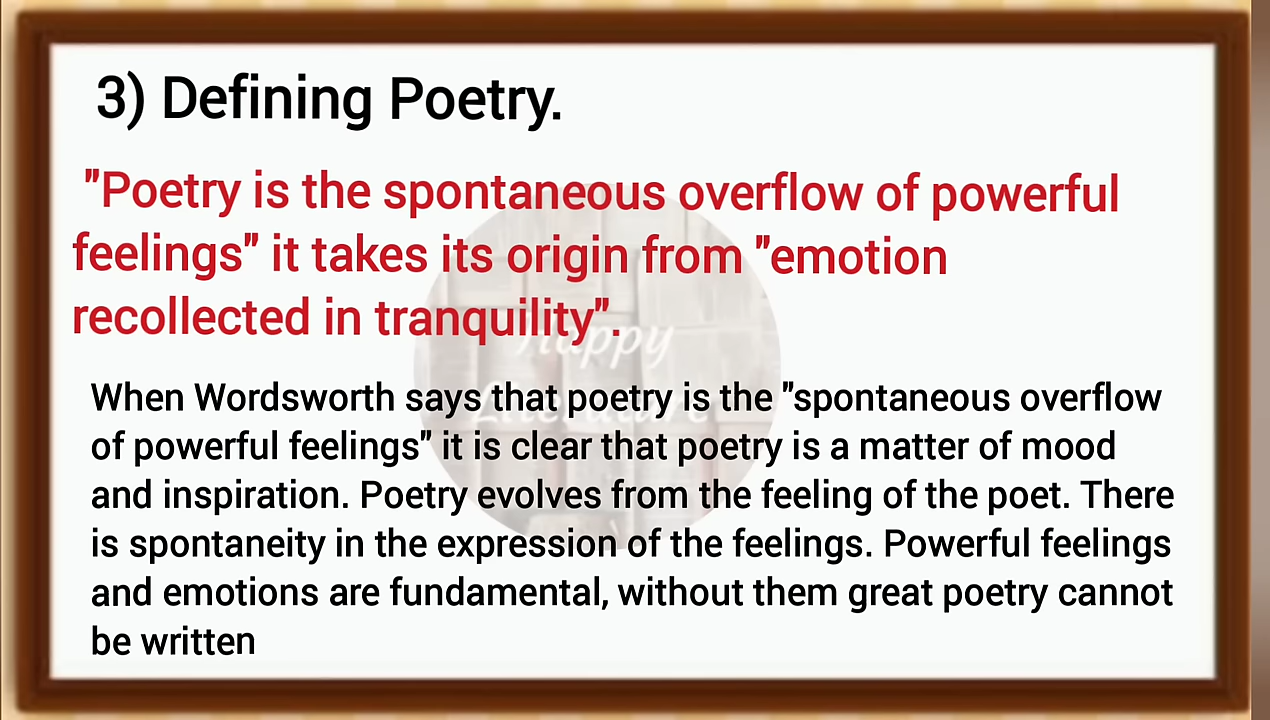 3) Defining Poetry.
"Poetry is the spontaneous overflow of powerful
feelings" it takes its origin from "emotion
recollected in tranquility".
Happy
Literature
When Wordsworth says that poetry is the "spontaneous overflow
of powerful feelings" it is clear that poetry is a matter of mood
and inspiration. Poetry evolves from the feeling of the poet. There
is spontaneity in the expression of the feelings. Powerful feelings
and emotions are fundamental, without them great poetry cannot
be written